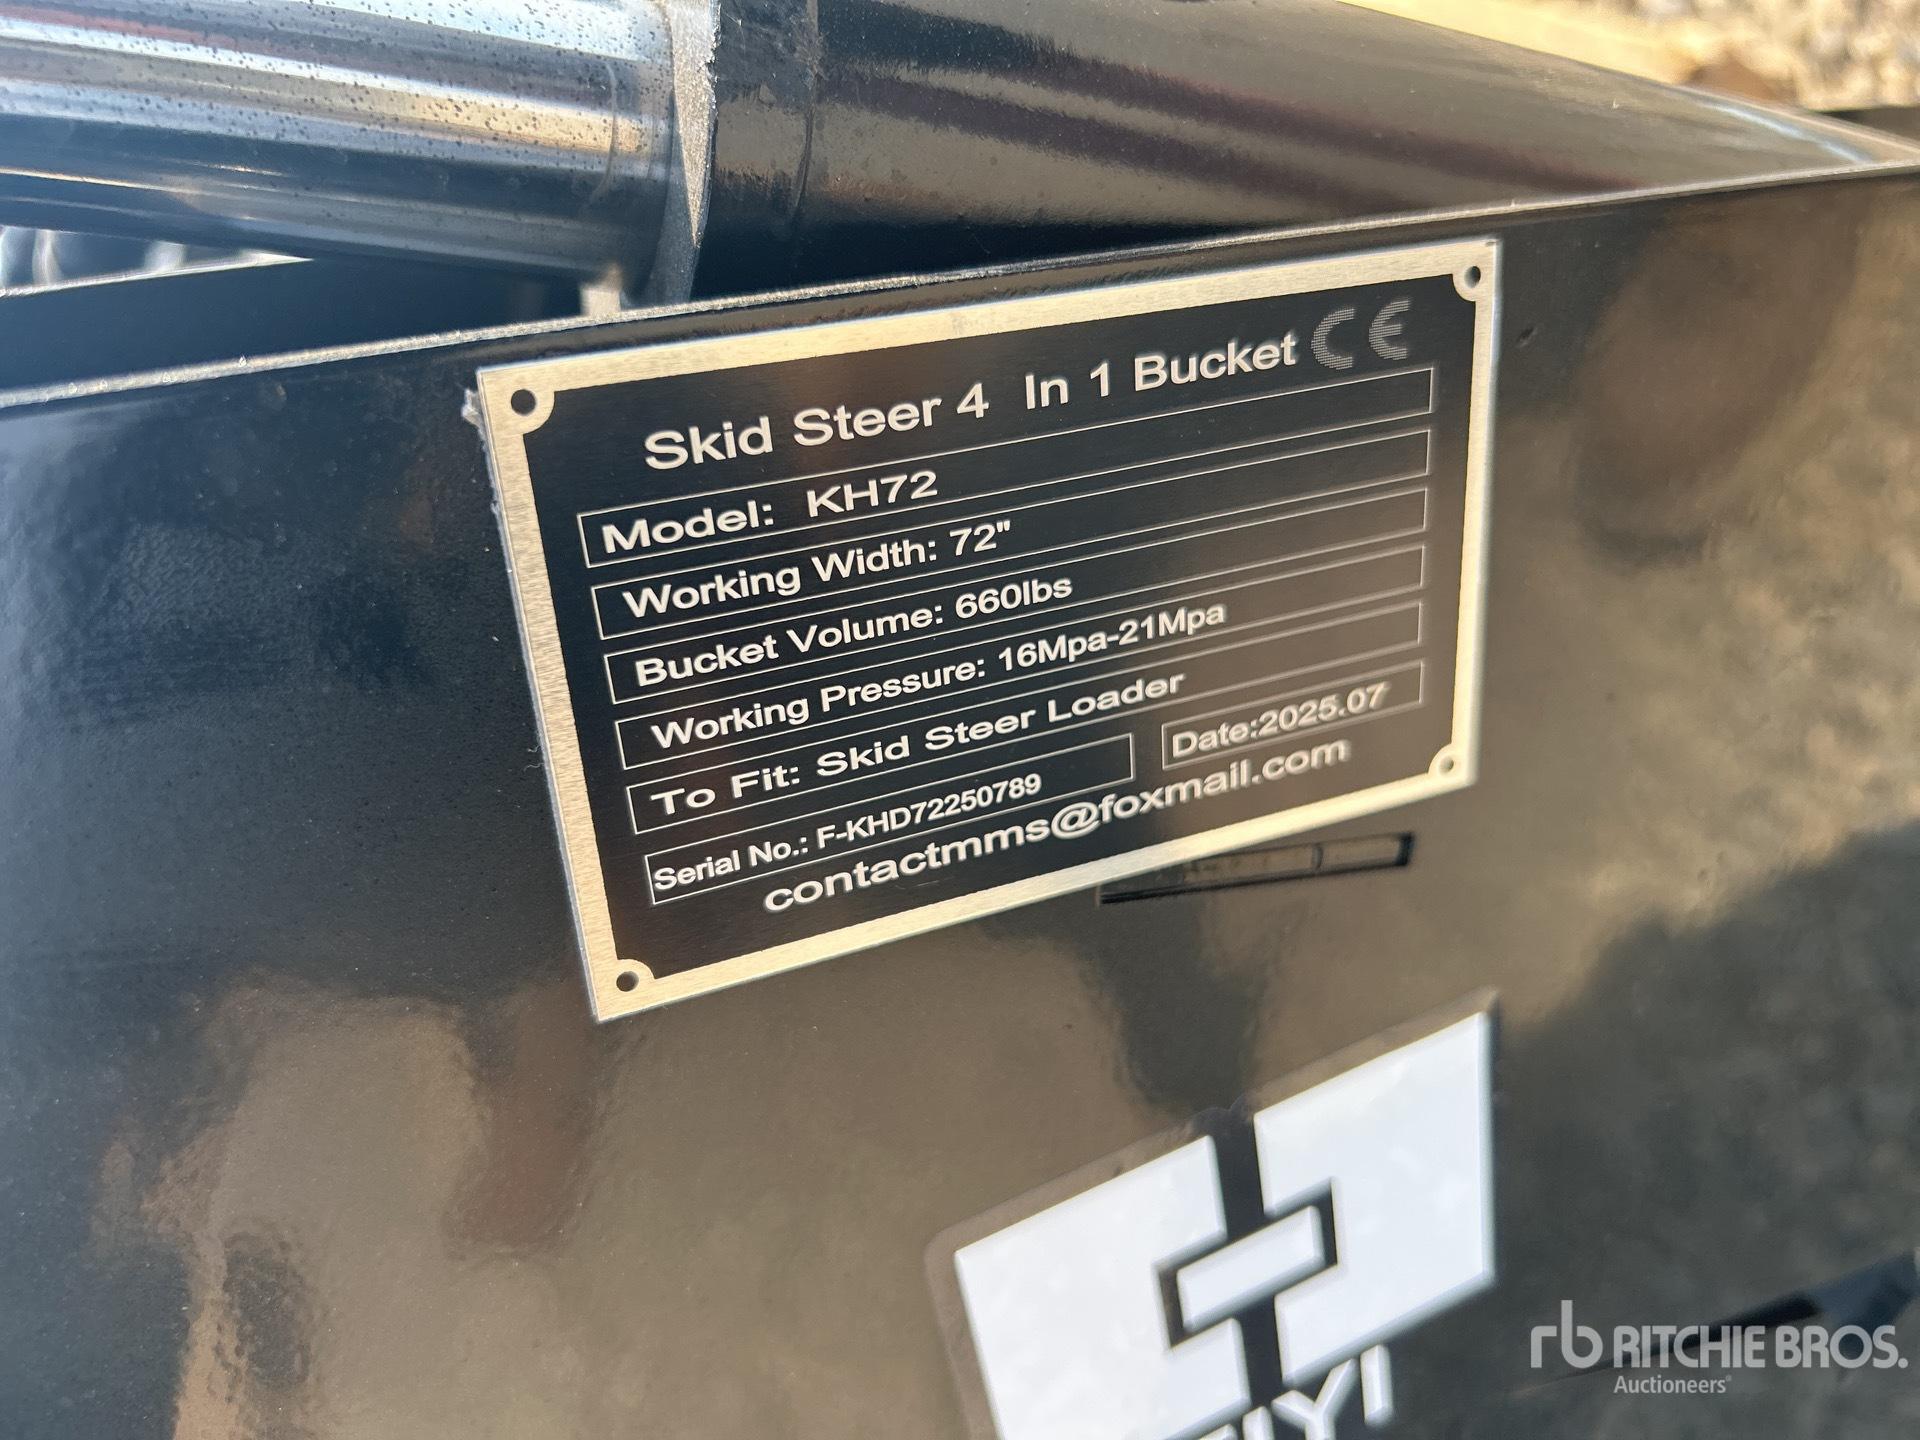 Skid Steer 4 In 1 Bucket CE
Model: KH72
Working Width: 72"
Bucket Volume: 660lbs
Working Pressure: 16Mpa-21Mpa
To Fit: Skid Steer Loader
Serial No.: F-KHD72250789
Date:2025.07
contactmms@foxmail.com
rb RITCHIE BROS.
Auctioneers